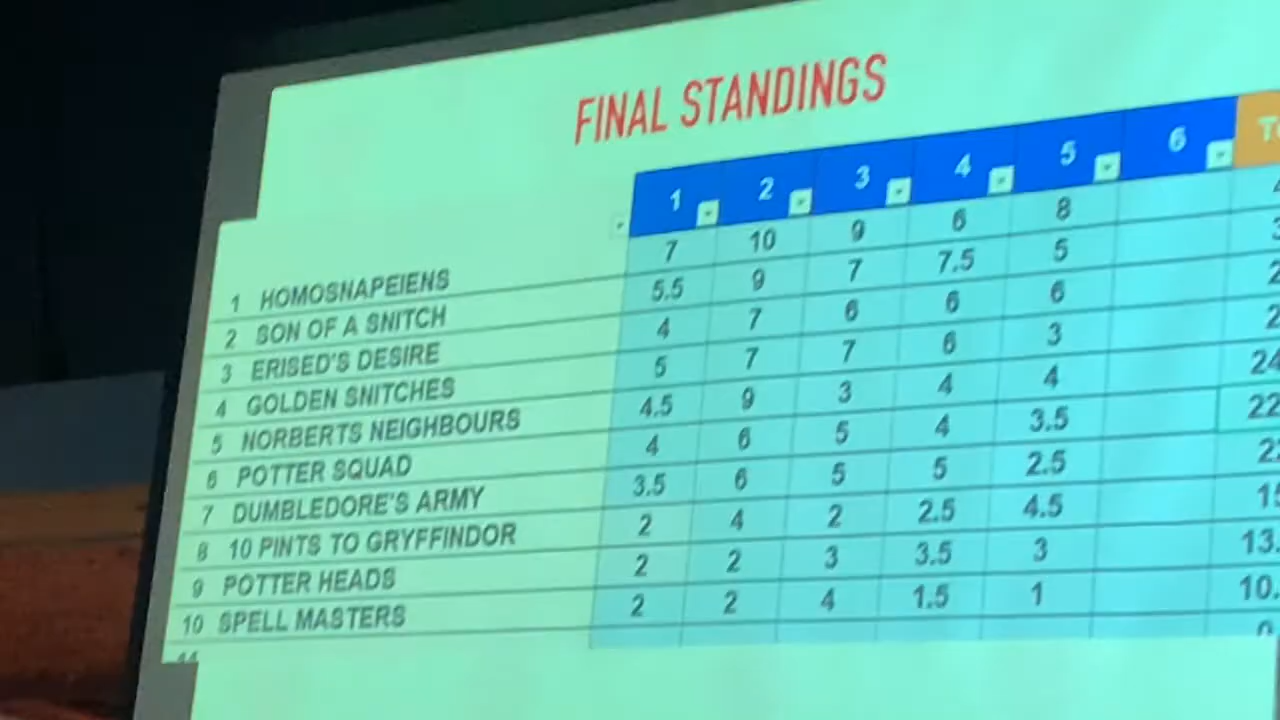 FINAL STANDINGS
1 2 3 4 5 6
1 HOMOSNAPEIENS 7 10 9 6 8
2 SON OF A SNITCH 5.5 9 7 7.5 5
3 ERISED'S DESIRE 4 7 6 6 6
4 GOLDEN SNITCHES 5 7 7 6 3
5 NORBERTS NEIGHBOURS 4.5 9 3 4 4 24
6 POTTER SQUAD 4 6 5 4 3.5 22
7 DUMBLEDORE'S ARMY 3.5 6 5 5 2.5
8 10 PINTS TO GRYFFINDOR 2 4 2 2.5 4.5
9 POTTER HEADS 2 2 3 3.5 3 13.
10 SPELL MASTERS 2 2 4 1.5 1 10.